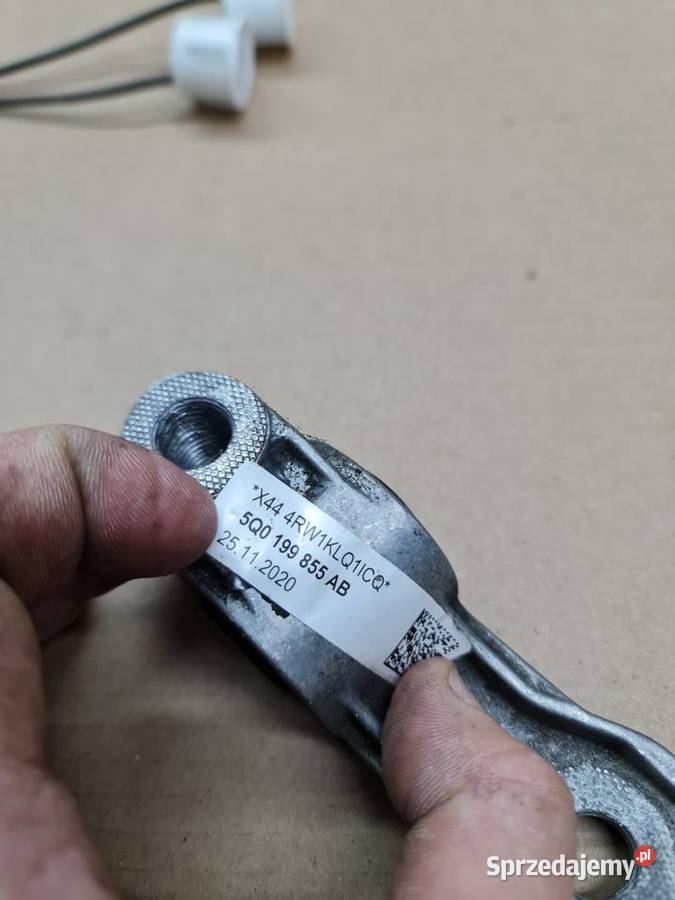 *X44 4RW1KLQ1ICQ*
5Q0 199 855 AB
25.11.2020
Sprzedajemy.pl